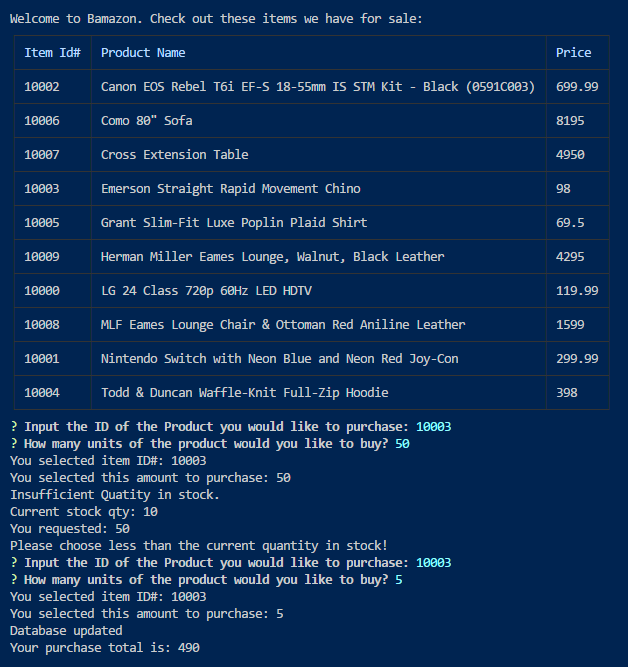 Welcome to Bamazon. Check out these items we have for sale:
Item Id# Product Name Price
10002 Canon EOS Rebel T6i EF-S 18-55mm IS STM Kit - Black (0591C003) 699.99
10006 Como 80" Sofa 8195
10007 Cross Extension Table 4950
10003 Emerson Straight Rapid Movement Chino 98
10005 Grant Slim-Fit Luxe Poplin Plaid Shirt 69.5
10009 Herman Miller Eames Lounge, Walnut, Black Leather 4295
10000 LG 24 Class 720p 60Hz LED HDTV 119.99
10008 MLF Eames Lounge Chair & Ottoman Red Aniline Leather 1599
10001 Nintendo Switch with Neon Blue and Neon Red Joy-Con 299.99
10004 Todd & Duncan Waffle-Knit Full-Zip Hoodie 398
? Input the ID of the Product you would like to purchase: 10003
? How many units of the product would you like to buy? 50
You selected item ID#: 10003
You selected this amount to purchase: 50
Insufficient Quatity in stock.
Current stock qty: 10
You requested: 50
Please choose less than the current quantity in stock!
? Input the ID of the Product you would like to purchase: 10003
? How many units of the product would you like to buy? 5
You selected item ID#: 10003
You selected this amount to purchase: 5
Database updated
Your purchase total is: 490